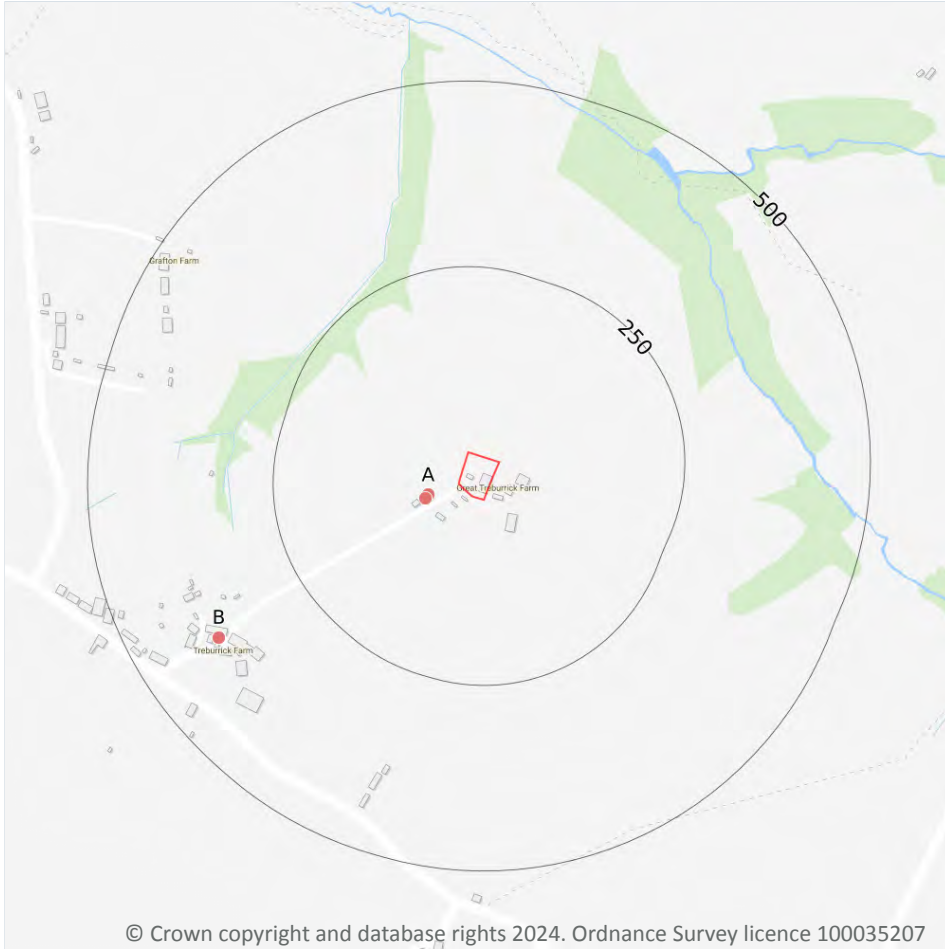 500
Grafton Farm
250
A
Great Treburrick Farm
B
Treburrick Farm
© Crown copyright and database rights 2024. Ordnance Survey licence 100035207